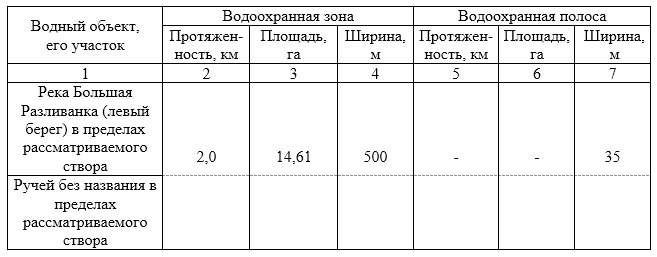 Водный объект,
его участок
Водоохранная зона
Водоохранная полоса
Протяжен-
ность, км
Площадь,
га
Ширина,
м
Протяжен-
ность, км
Площадь,
га
Ширина,
м
1 2 3 4 5 6 7
Река Большая
Разливанка (левый
берег) в пределах
рассматриваемого
створа
2,0 14,61 500 - - 35
Ручей без названия в
пределах
рассматриваемого
створа